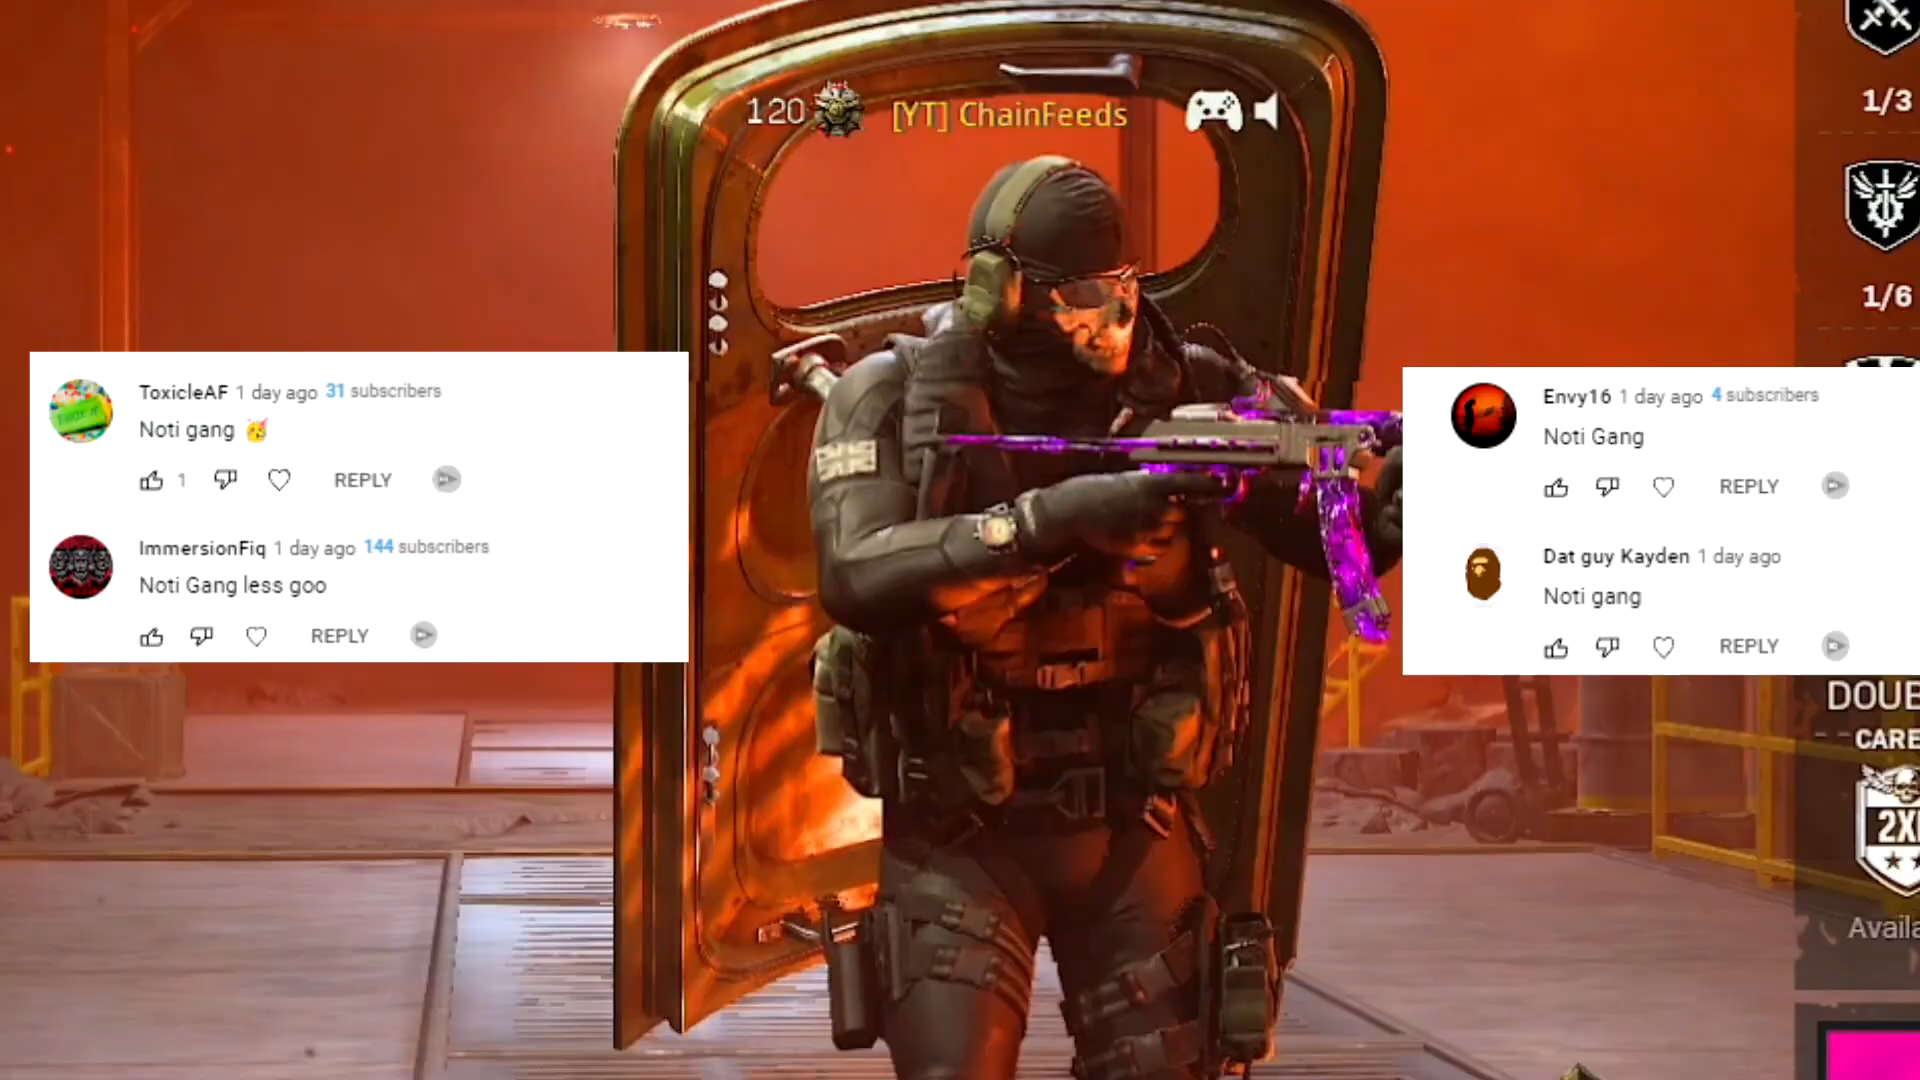 120 [YT] ChainFeeds
1/3
1/6
ToxicleAF 1 day ago 31 subscribers
Noti gang 🥳
1 REPLY
ImmersionFiq 1 day ago 144 subscribers
Noti Gang less goo
REPLY
Envy16 1 day ago 4 subscribers
Noti Gang
REPLY
Dat guy Kayden 1 day ago
Noti gang
REPLY
DOUB
CARE
2X
Availa